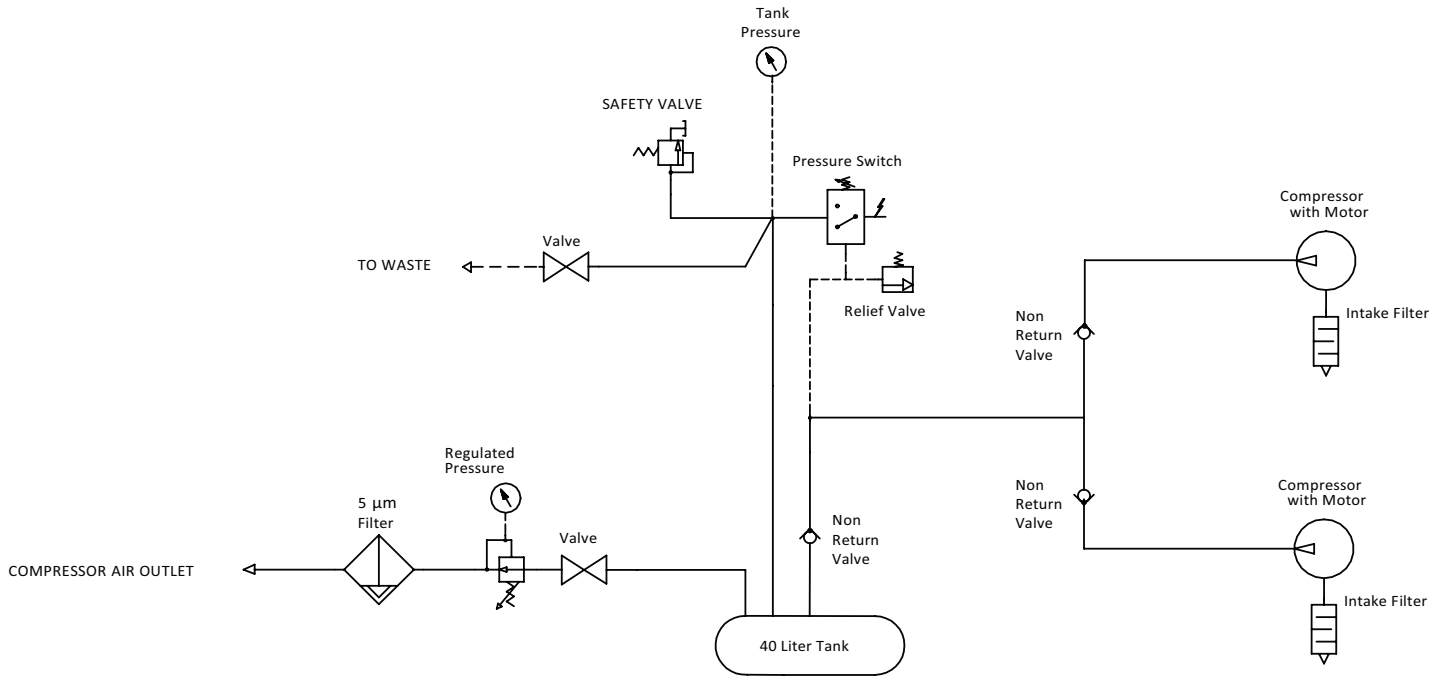 Tank
Pressure
SAFETY VALVE
Pressure Switch
Compressor
with Motor
Valve
TO WASTE
Relief Valve
Non
Return
Valve
Intake Filter
Regulated
Pressure
5 µm
Filter
Valve
COMPRESSOR AIR OUTLET
Non
Return
Valve
Non
Return
Valve
Compressor
with Motor
Intake Filter
40 Liter Tank